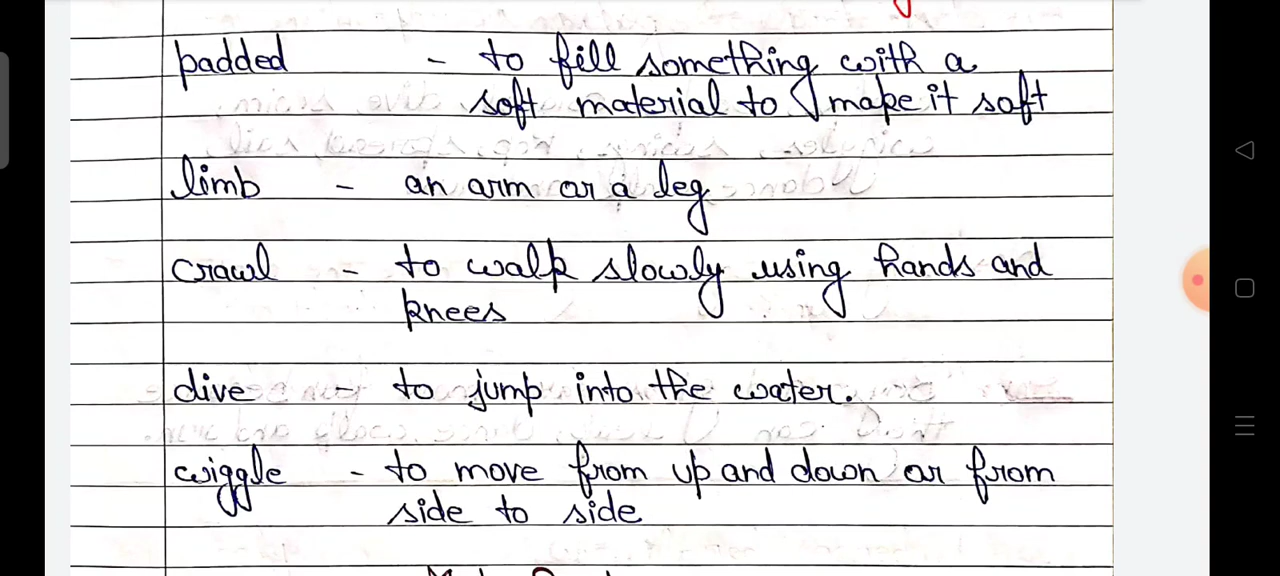 padded - to fill something with a
soft material to make it soft
limb - an arm or a leg
crawl - to walk slowly using hands and
knees
dive - to jump into the water.
wiggle - to move from up and down or from
side to side